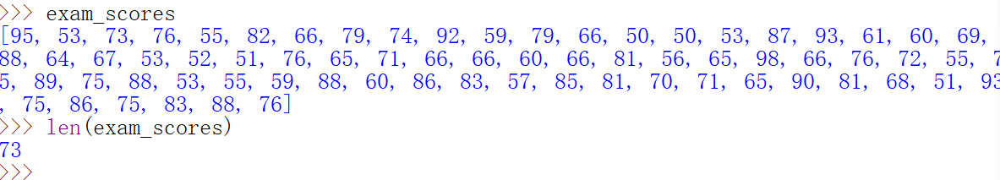 >>> exam_scores
[95, 53, 73, 76, 55, 82, 66, 79, 74, 92, 59, 79, 66, 50, 50, 53, 87, 93, 61, 60, 69,
88, 64, 67, 53, 52, 51, 76, 65, 71, 66, 66, 60, 66, 81, 56, 65, 98, 66, 76, 72, 55, 7
5, 89, 75, 88, 53, 55, 59, 88, 60, 86, 83, 57, 85, 81, 70, 71, 65, 90, 81, 68, 51, 93
, 75, 86, 75, 83, 88, 76]
>>> len(exam_scores)
73
>>>